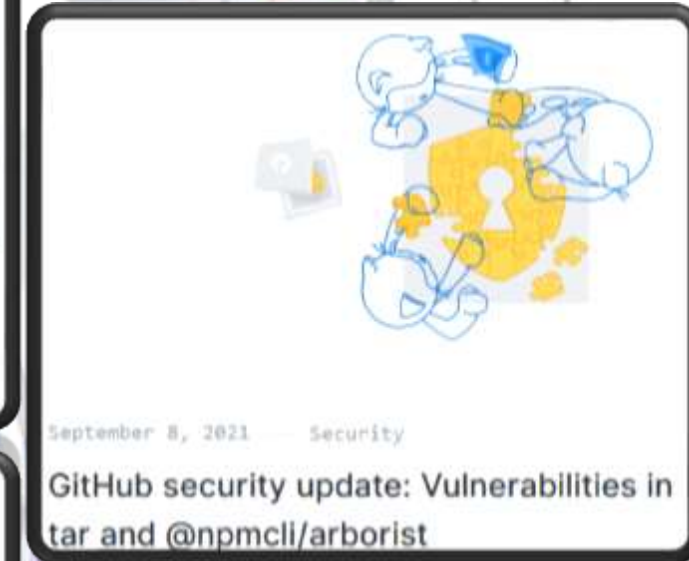 September 8, 2021 — Security
GitHub security update: Vulnerabilities in
tar and @npmcli/arborist